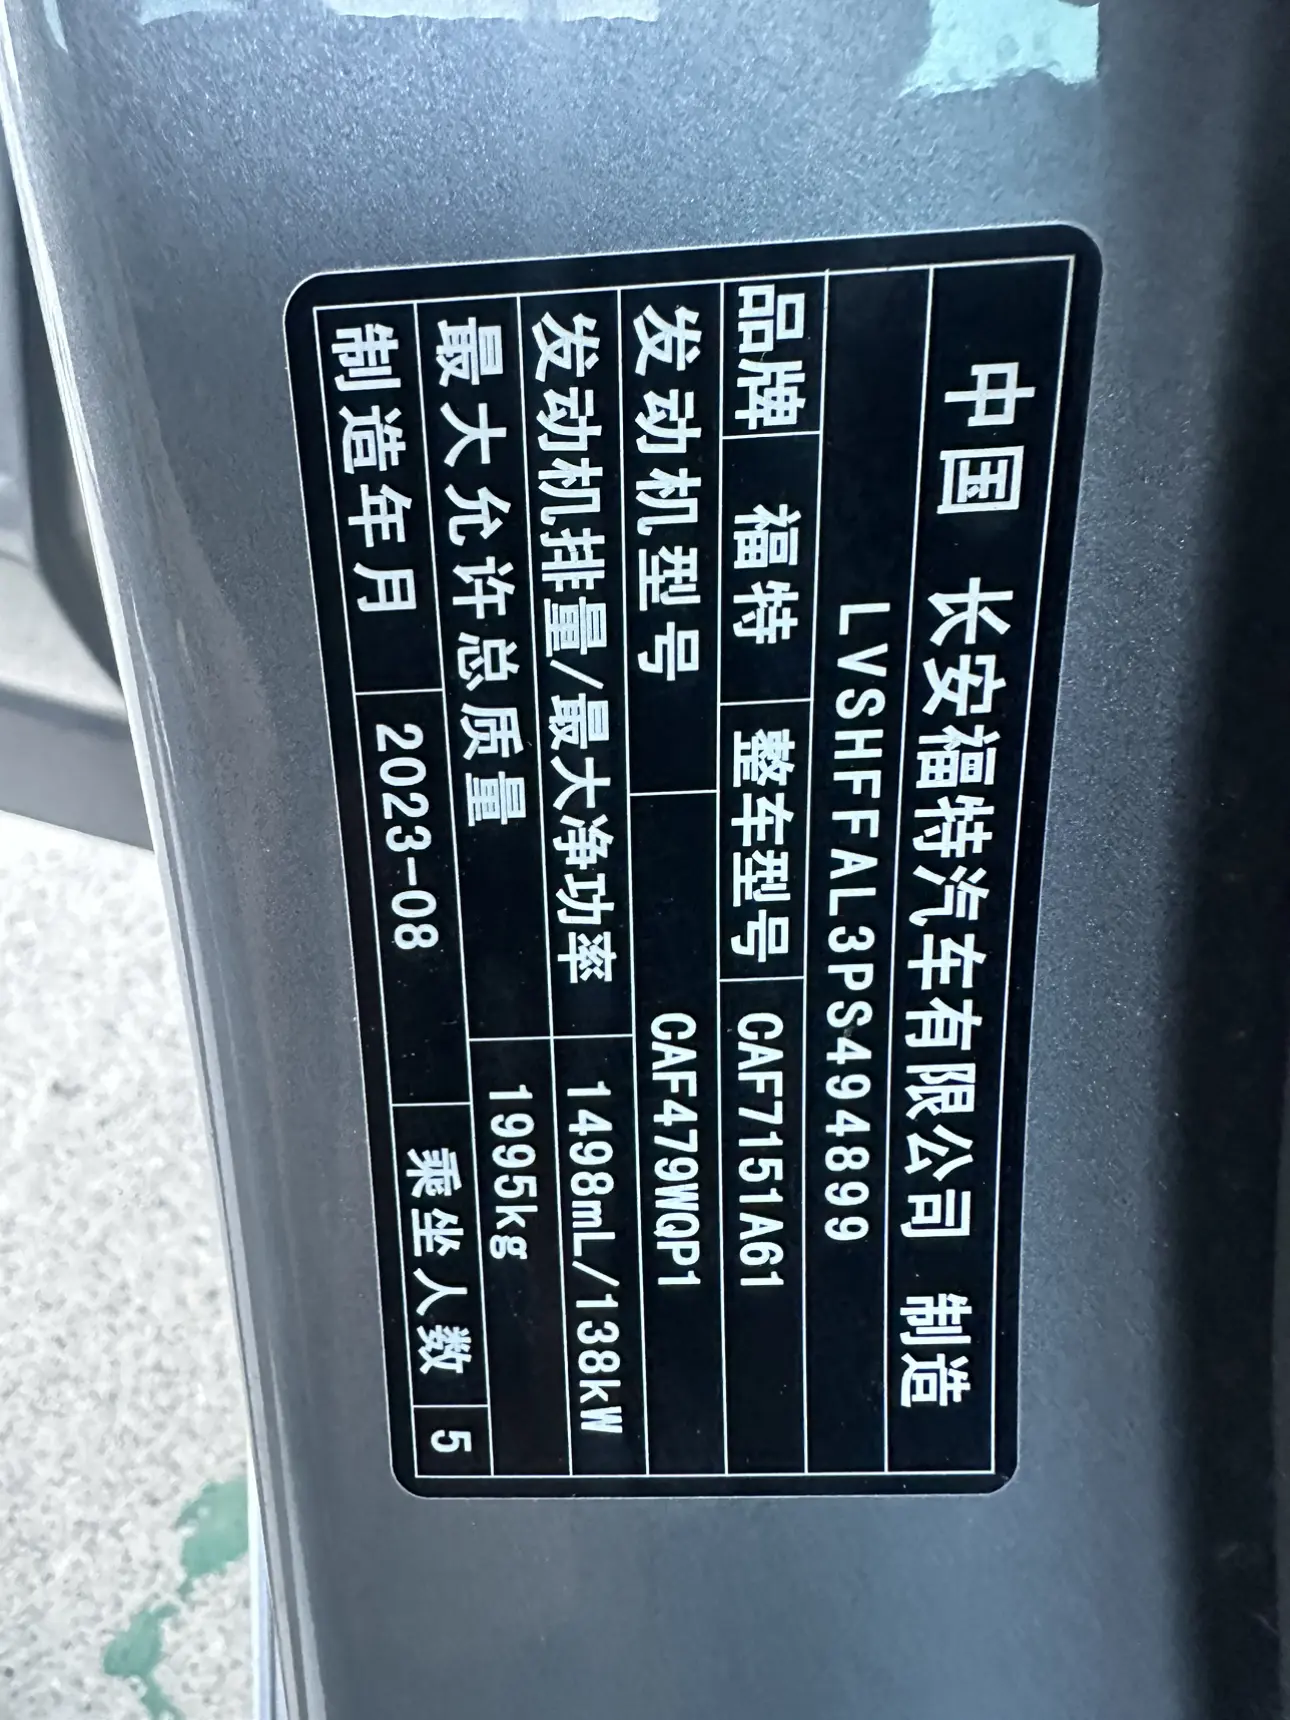 中国 长安福特汽车有限公司 制造
LVSHFFAL3PS494899
品牌 福特 整车型号 CAF7151A61
发动机型号 CAF479WQP1
发动机排量/最大净功率 1498mL/138kW
最大允许总质量 1995kg
制造年月 2023-08 乘坐人数 5